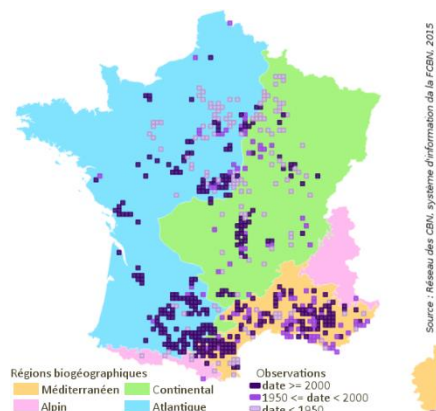 Régions biogéographiques
Méditerranéen
Continental
Alpin
Atlantique
Observations
date >= 2000
1950 <= date < 2000
date < 1950
Source : Réseau des CBN, système d'information da la FCBN, 2015